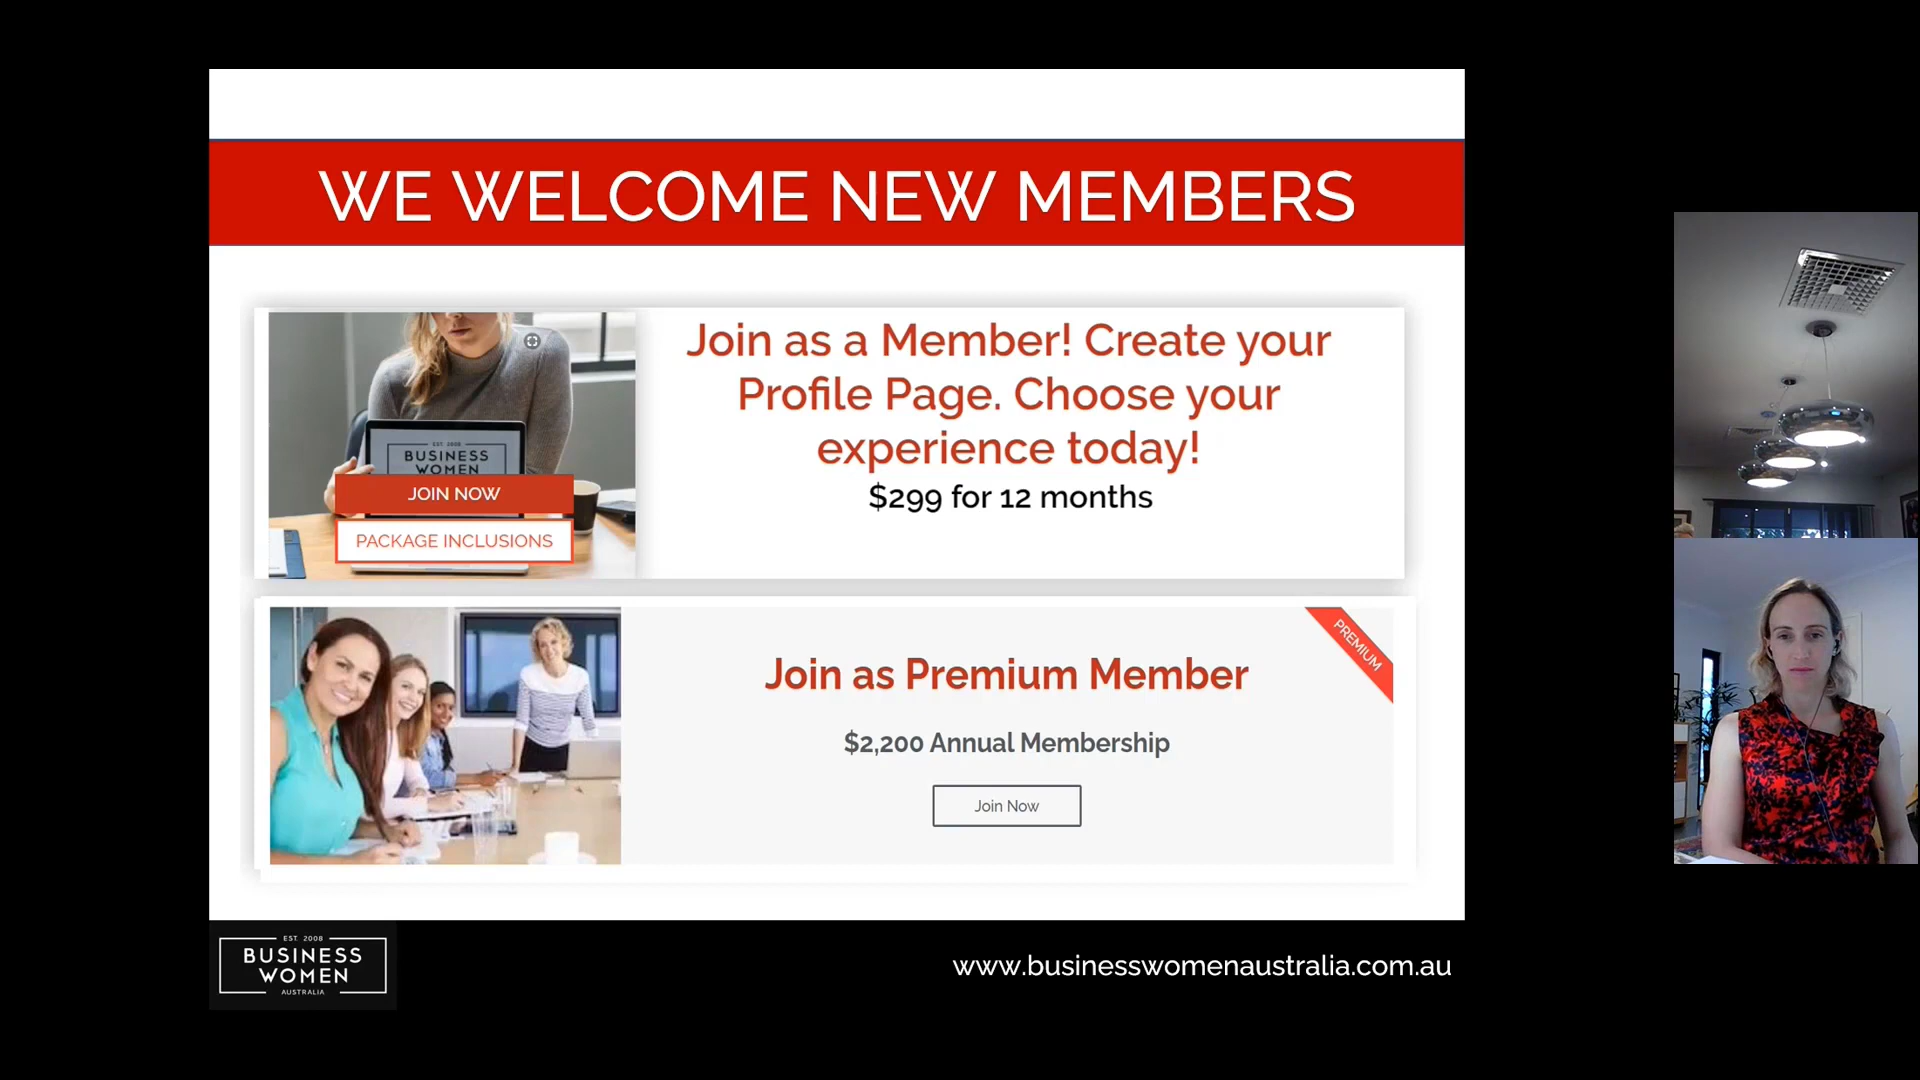 WE WELCOME NEW MEMBERS
Join as a Member! Create your
Profile Page. Choose your
experience today!
$299 for 12 months
EST. 2008
BUSINESS
WOMEN
JOIN NOW
PACKAGE INCLUSIONS
PREMIUM
Join as Premium Member
$2,200 Annual Membership
Join Now
EST. 2008
BUSINESS
WOMEN
AUSTRALIA
www.businesswomenaustralia.com.au